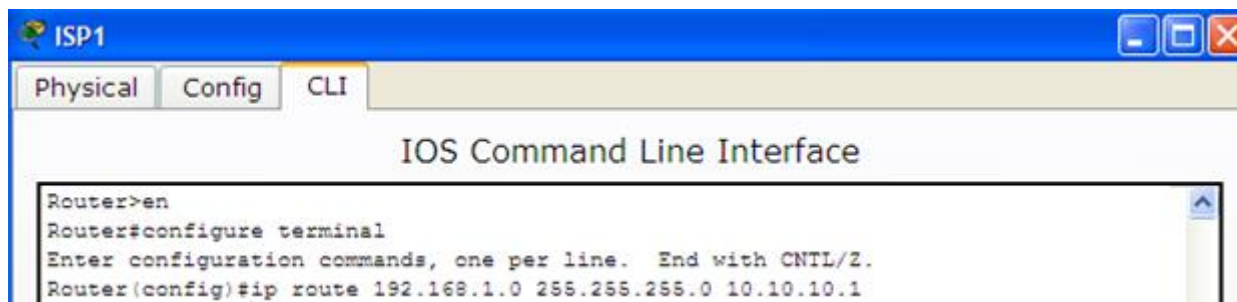 ISP1
Physical Config CLI
IOS Command Line Interface
Router>en
Router#configure terminal
Enter configuration commands, one per line.  End with CNTL/Z.
Router(config)#ip route 192.168.1.0 255.255.255.0 10.10.10.1